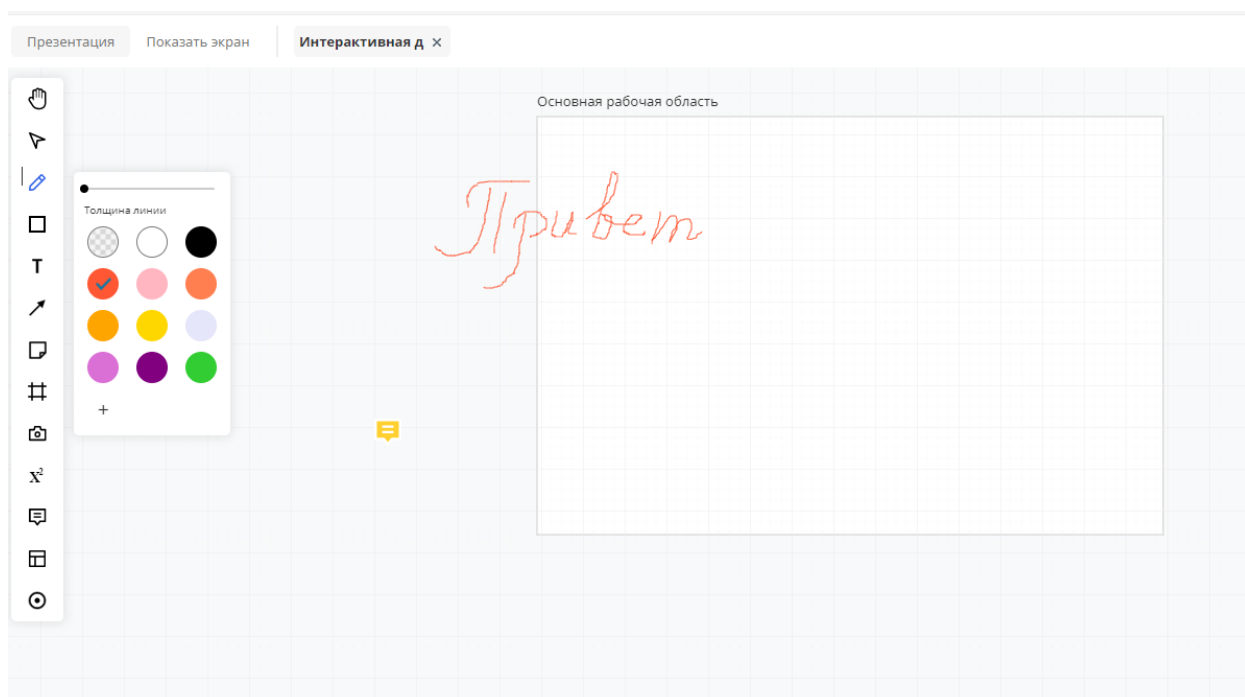 Презентация Показать экран Интерактивная д ×
Основная рабочая область
Толщина линии
Привет
T
+
x²